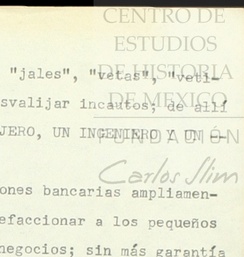 CENTRO DE
ESTUDIOS
DE HISTORIA
DE MEXICO
FUNDACIÓN
Carlos Slim
"jales", "vetas", "veti-
svalijar incautos; de allí
JERO, UN INGENIERO Y UN --
ones bancarias ampliamen-
efaccionar a los pequeños
negocios; sin más garantía